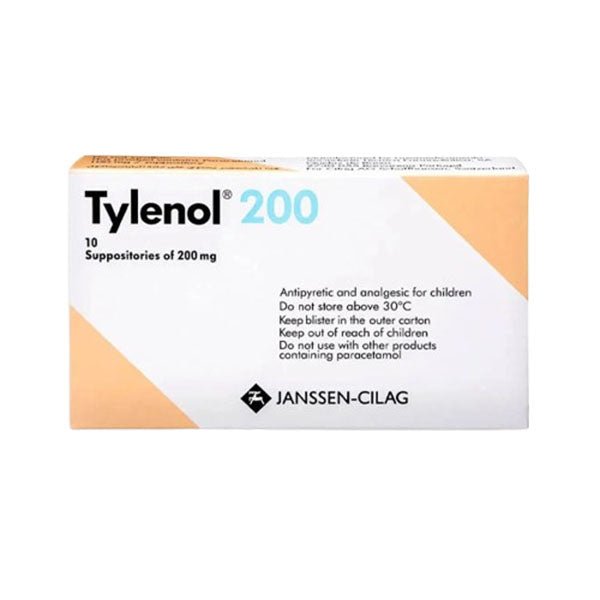 Tylenol® 200
10
Suppositories of 200 mg
Antipyretic and analgesic for children
Do not store above 30°C
Keep blister in the outer carton
Keep out of reach of children
Do not use with other products
containing paracetamol
JANSSEN-CILAG